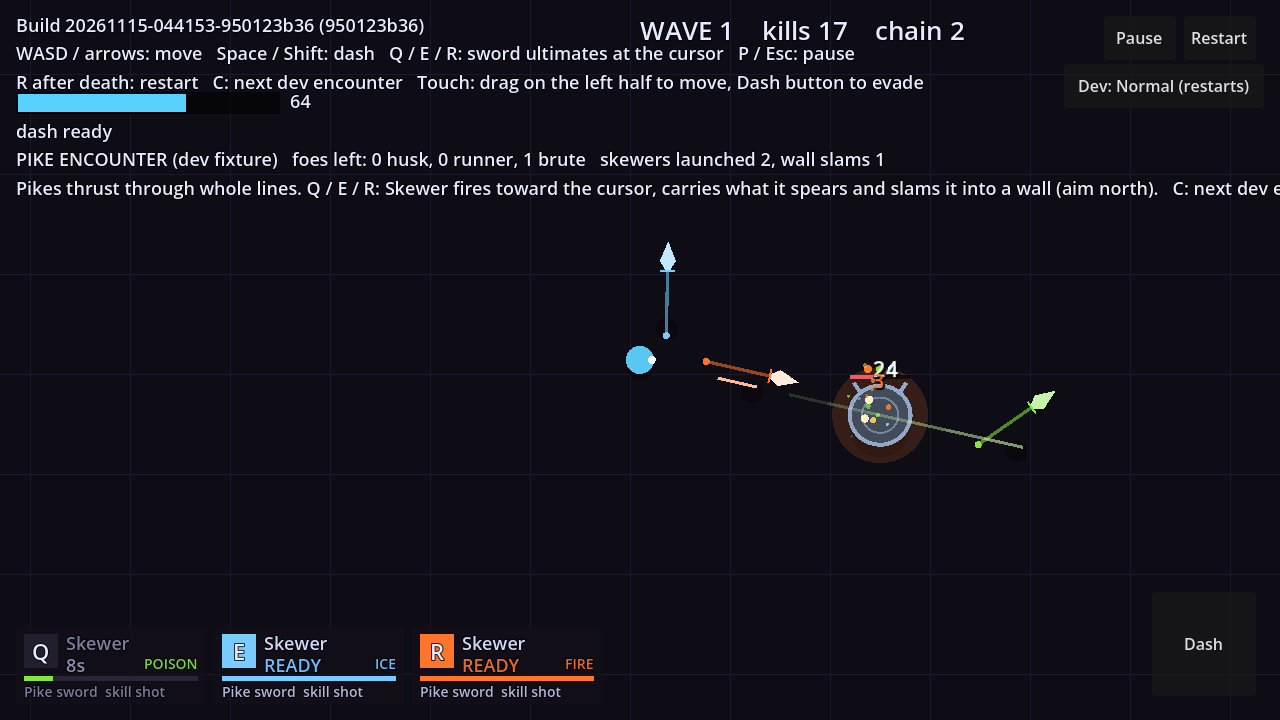 Build 20261115-044153-950123b36 (950123b36)
WAVE 1 kills 17 chain 2
Pause
Restart
WASD / arrows: move Space / Shift: dash Q / E / R: sword ultimates at the cursor P / Esc: pause
R after death: restart C: next dev encounter Touch: drag on the left half to move, Dash button to evade
Dev: Normal (restarts)
64
dash ready
PIKE ENCOUNTER (dev fixture) foes left: 0 husk, 0 runner, 1 brute skewers launched 2, wall slams 1
Pikes thrust through whole lines. Q / E / R: Skewer fires toward the cursor, carries what it spears and slams it into a wall (aim north). C: next dev e
24
3
Q
Skewer
8s
POISON
Pike sword skill shot
E
Skewer
READY
ICE
Pike sword skill shot
R
Skewer
READY
FIRE
Pike sword skill shot
Dash